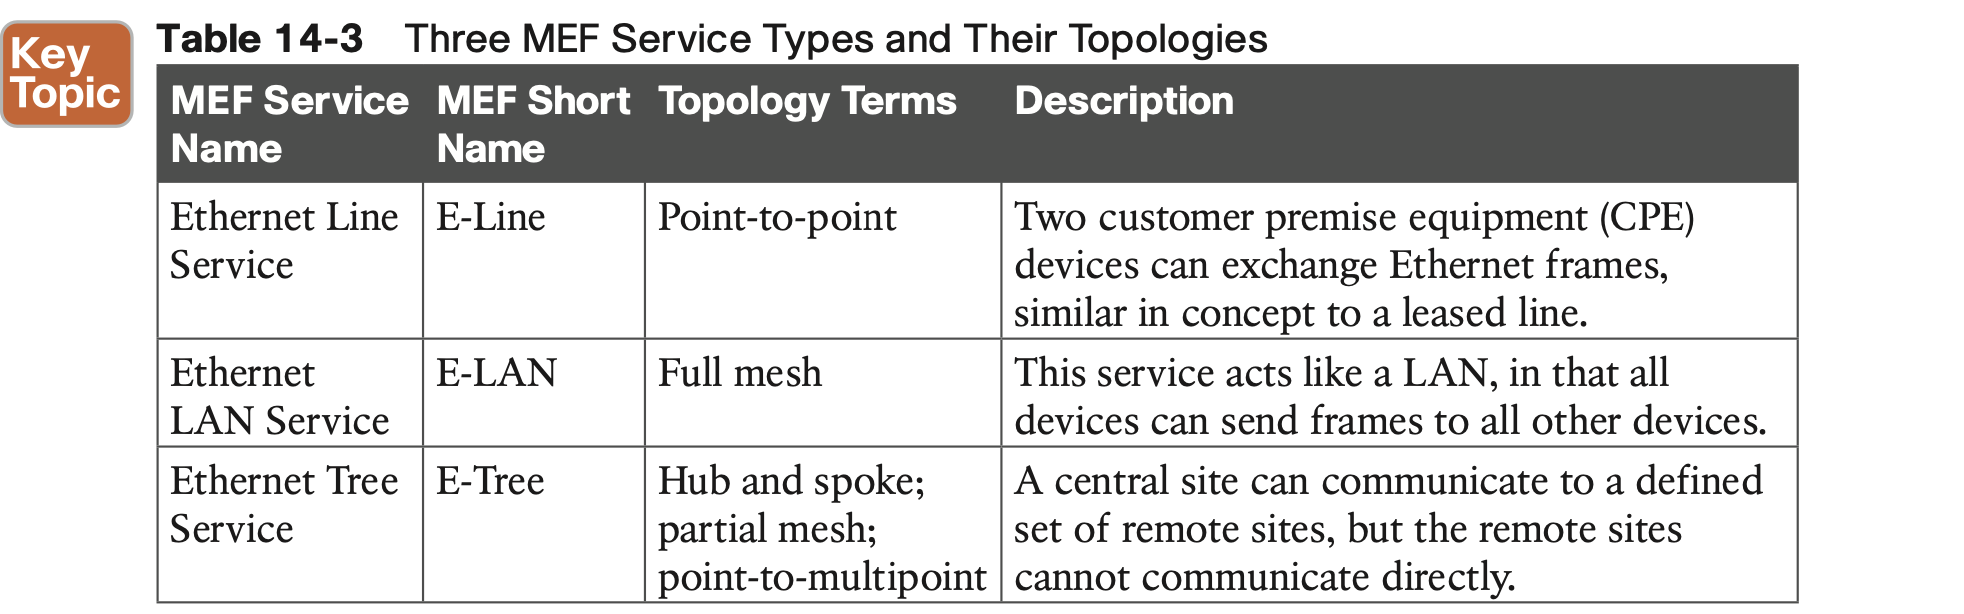 Key
Topic
Table 14-3 Three MEF Service Types and Their Topologies
MEF Service Name
MEF Short Name
Topology Terms
Description
Ethernet Line
Service
E-Line
Point-to-point
Two customer premise equipment (CPE)
devices can exchange Ethernet frames,
similar in concept to a leased line.
Ethernet
LAN Service
E-LAN
Full mesh
This service acts like a LAN, in that all
devices can send frames to all other devices.
Ethernet Tree
Service
E-Tree
Hub and spoke;
partial mesh;
point-to-multipoint
A central site can communicate to a defined
set of remote sites, but the remote sites
cannot communicate directly.